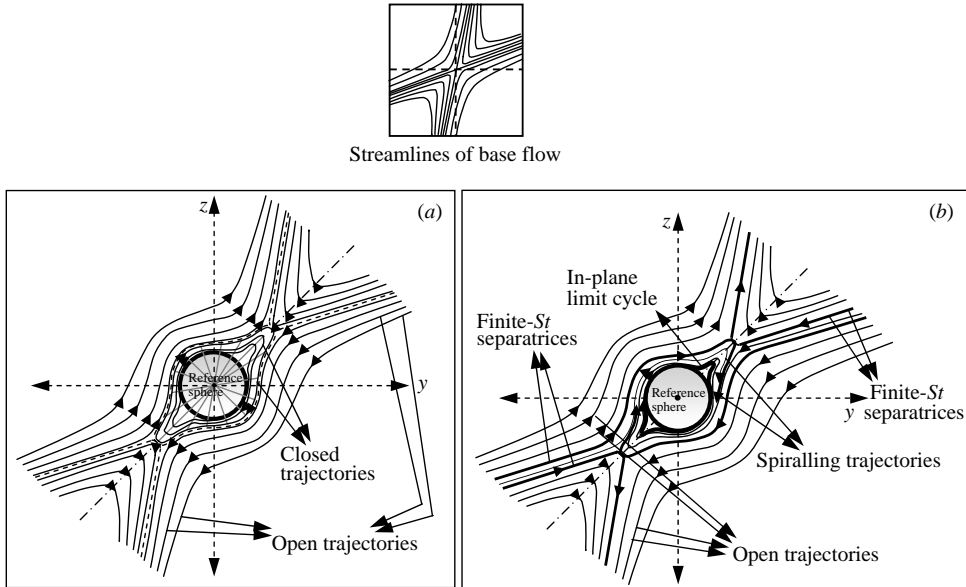 Streamlines of base flow
(a)
z
y
Reference
sphere
Closed
trajectories
Open trajectories
(b)
z
In-plane
limit cycle
Finite-St
separatrices
Reference
sphere
y
Finite-St
separatrices
Spiralling trajectories
Open trajectories